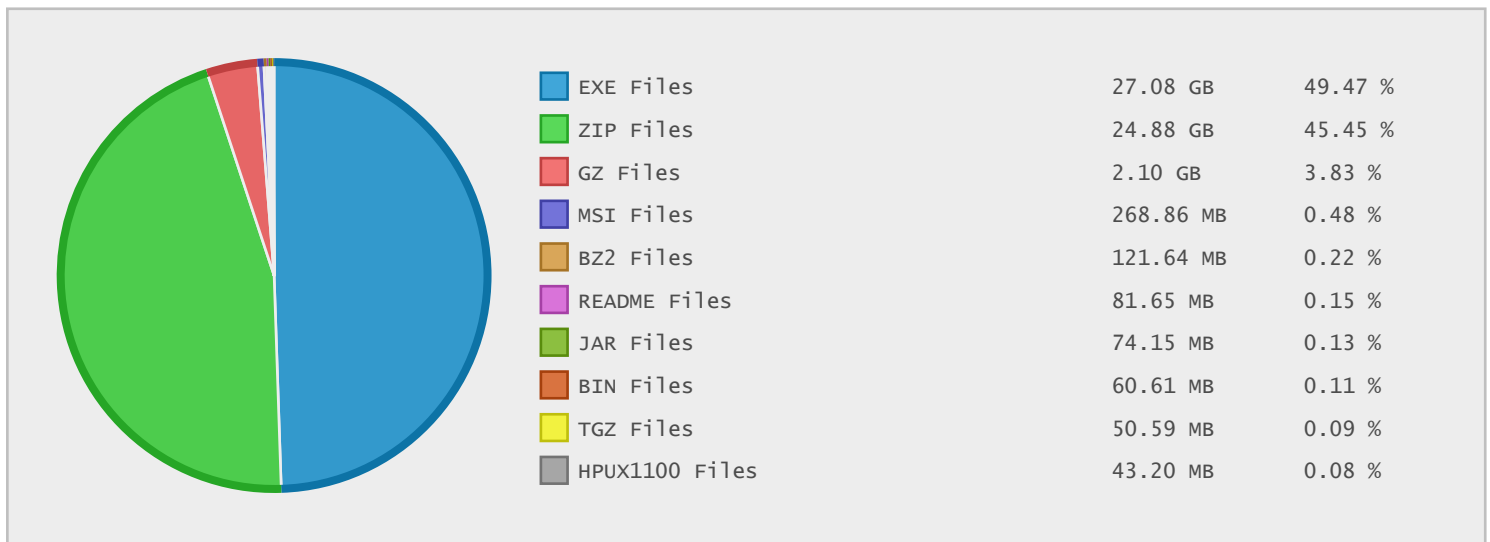 EXE Files 27.08 GB 49.47 %
ZIP Files 24.88 GB 45.45 %
GZ Files 2.10 GB 3.83 %
MSI Files 268.86 MB 0.48 %
BZ2 Files 121.64 MB 0.22 %
README Files 81.65 MB 0.15 %
JAR Files 74.15 MB 0.13 %
BIN Files 60.61 MB 0.11 %
TGZ Files 50.59 MB 0.09 %
HPUX1100 Files 43.20 MB 0.08 %